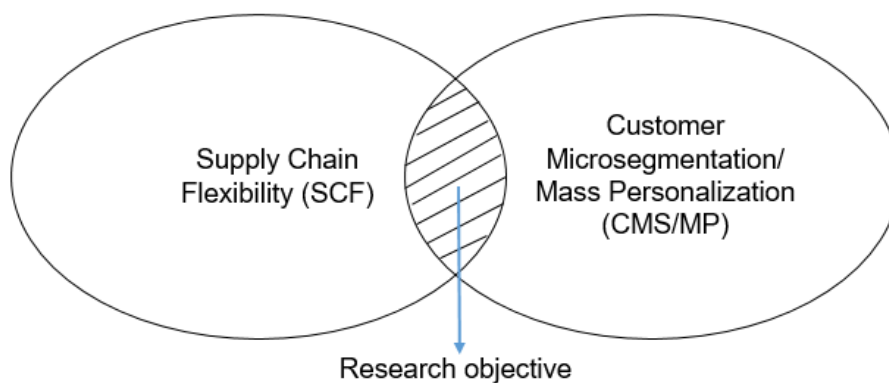 Supply Chain
Flexibility (SCF)
Customer
Microsegmentation/
Mass Personalization
(CMS/MP)
Research objective